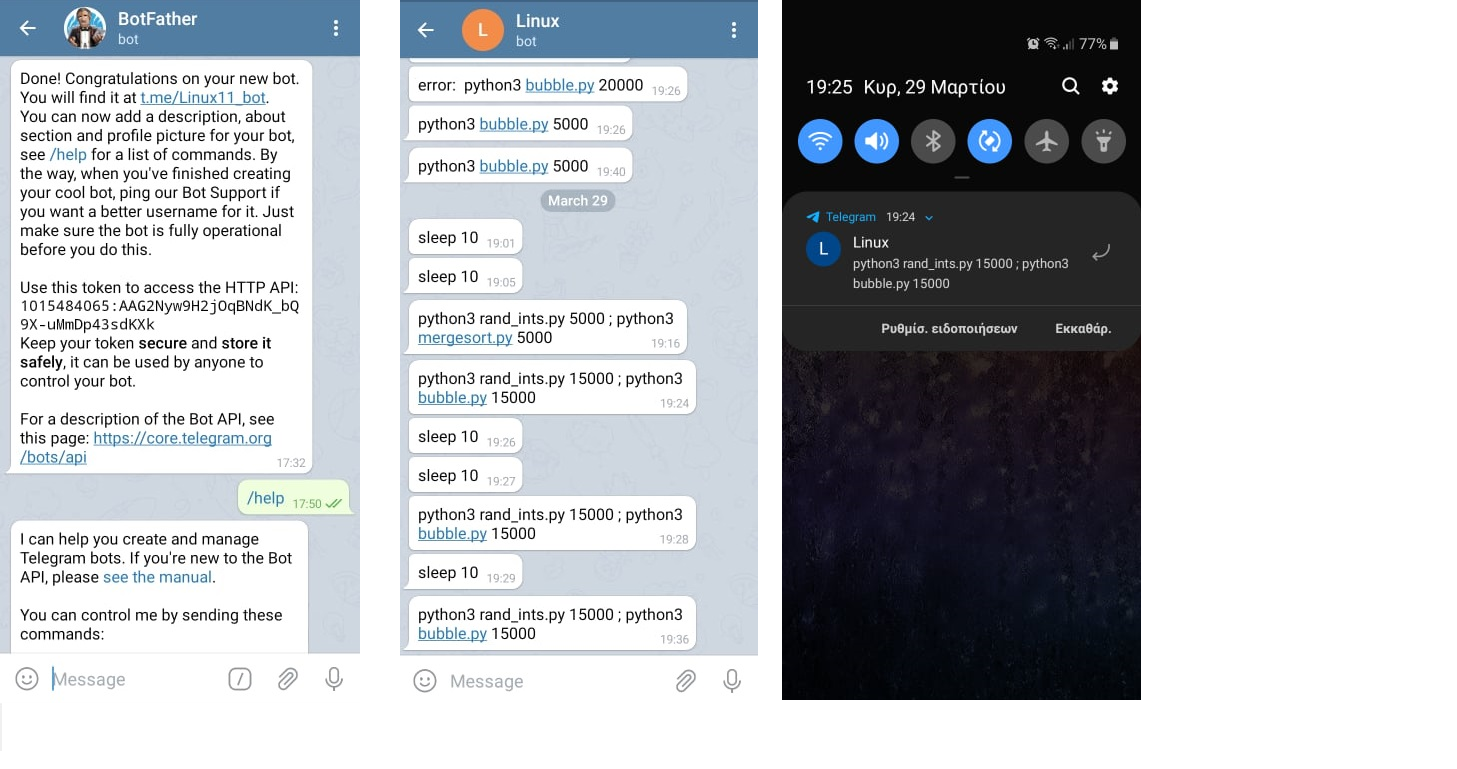 BotFather
bot
Done! Congratulations on your new bot.
You will find it at t.me/Linux11_bot.
You can now add a description, about
section and profile picture for your bot,
see /help for a list of commands. By
the way, when you've finished creating
your cool bot, ping our Bot Support if
you want a better username for it. Just
make sure the bot is fully operational
before you do this.
Use this token to access the HTTP API:
1015484065:AAG2Nyw9H2jOqBNdK_bQ
9X-uMmDp43sdKXk
Keep your token secure and store it
safely, it can be used by anyone to
control your bot.
For a description of the Bot API, see
this page: https://core.telegram.org
/bots/api
17:32
/help 17:50
I can help you create and manage
Telegram bots. If you're new to the Bot
API, please see the manual.
You can control me by sending these
commands:
Message
L
Linux
bot
error: python3 bubble.py 20000 19:26
python3 bubble.py 5000 19:26
python3 bubble.py 5000 19:40
March 29
sleep 10 19:01
sleep 10 19:05
python3 rand_ints.py 5000 ; python3
mergesort.py 5000 19:16
python3 rand_ints.py 15000 ; python3
bubble.py 15000 19:24
sleep 10 19:26
sleep 10 19:27
python3 rand_ints.py 15000 ; python3
bubble.py 15000 19:28
sleep 10 19:29
python3 rand_ints.py 15000 ; python3
bubble.py 15000 19:36
Message
77%
19:25 Κυρ, 29 Μαρτίου
Telegram 19:24
L
Linux
python3 rand_ints.py 15000 ; python3
bubble.py 15000
Ρυθμίσ. ειδοποιήσεων Εκκαθάρ.